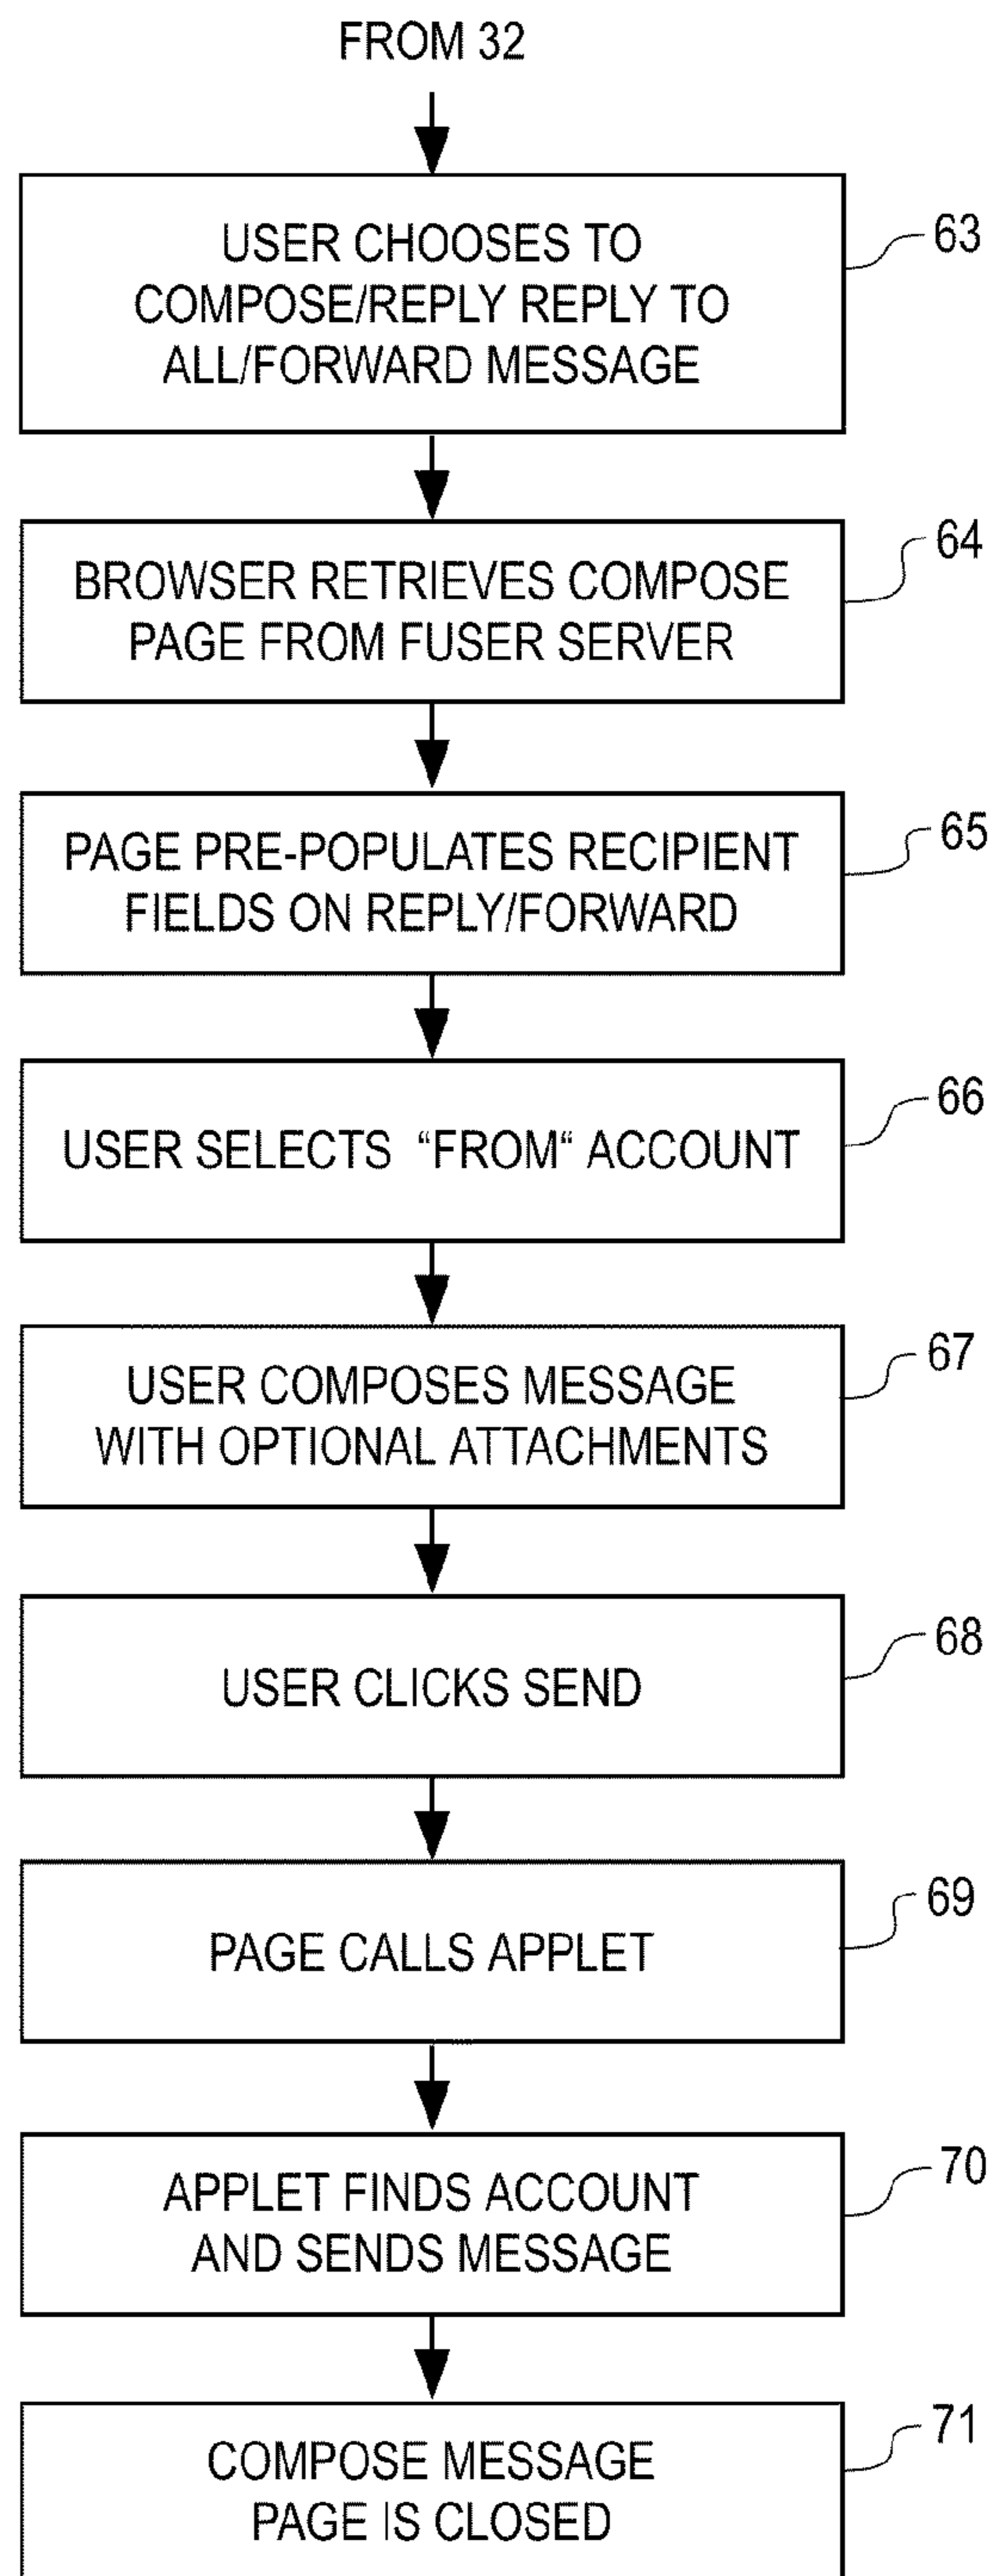 FROM 32
USER CHOOSES TO
COMPOSE/REPLY REPLY TO
ALL/FORWARD MESSAGE
63
BROWSER RETRIEVES COMPOSE
PAGE FROM FUSER SERVER
64
PAGE PRE-POPULATES RECIPIENT
FIELDS ON REPLY/FORWARD
65
USER SELECTS “FROM“ ACCOUNT
66
USER COMPOSES MESSAGE
WITH OPTIONAL ATTACHMENTS
67
USER CLICKS SEND
68
PAGE CALLS APPLET
69
APPLET FINDS ACCOUNT
AND SENDS MESSAGE
70
COMPOSE MESSAGE
PAGE IS CLOSED
71